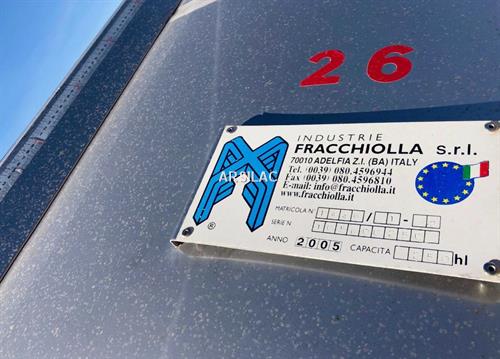 26
INDUSTRIE
FRACCHIOLLA s.r.l.
70010 ADELFIA Z.I. (BA) ITALY
Tel. (0039) 080.4596944
Fax (0039) 080.4596810
E-mail: info@fracchiolla.it
www.fracchiolla.it
ARSILAC
®
MATRICOLA N°
SERIE N
ANNO 2005 CAPACITA hl